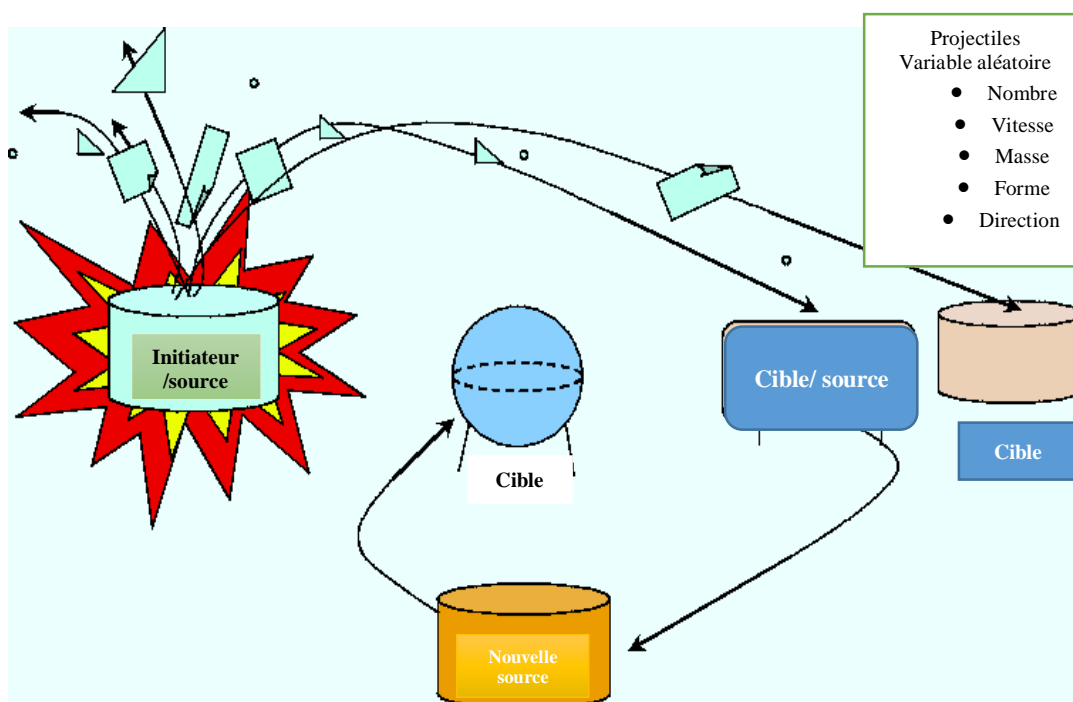 Projectiles
Variable aléatoire
• Nombre
• Vitesse
• Masse
• Forme
• Direction
Initiateur
/source
Cible
Cible/ source
Cible
Nouvelle
source